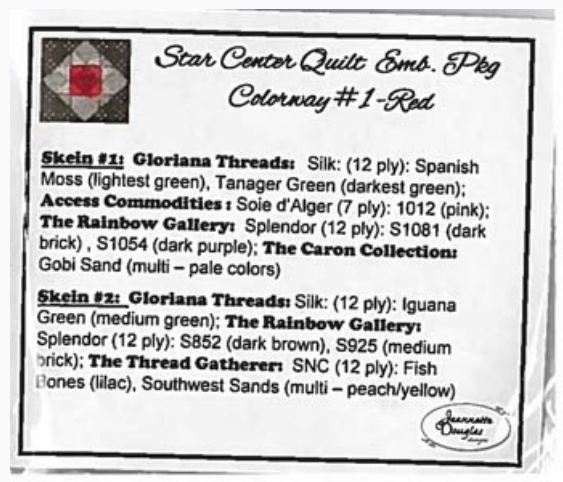 Star Center Quilt Emb. Pkg
Colorway #1-Red
Skein #1: Gloriana Threads: Silk: (12 ply): Spanish
Moss (lightest green), Tanager Green (darkest green);
Access Commodities : Soie d'Alger (7 ply): 1012 (pink);
The Rainbow Gallery: Splendor (12 ply): S1081 (dark
brick) , S1054 (dark purple); The Caron Collection:
Gobi Sand (multi – pale colors)
Skein #2: Gloriana Threads: Silk: (12 ply): Iguana
Green (medium green); The Rainbow Gallery:
Splendor (12 ply): S852 (dark brown), S925 (medium
brick); The Thread Gatherer: SNC (12 ply): Fish
Bones (lilac), Southwest Sands (multi – peach/yellow)
Jeannette
Douglas
designs